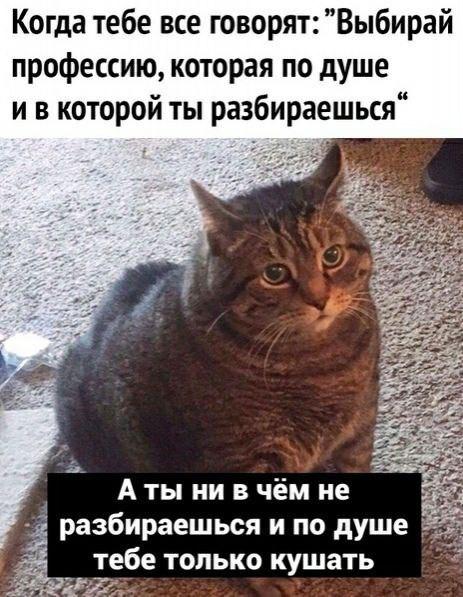 Когда тебе все говорят: ”Выбирай
профессию, которая по душе
и в которой ты разбираешься“
А ты ни в чём не
разбираешься и по душе
тебе только кушать